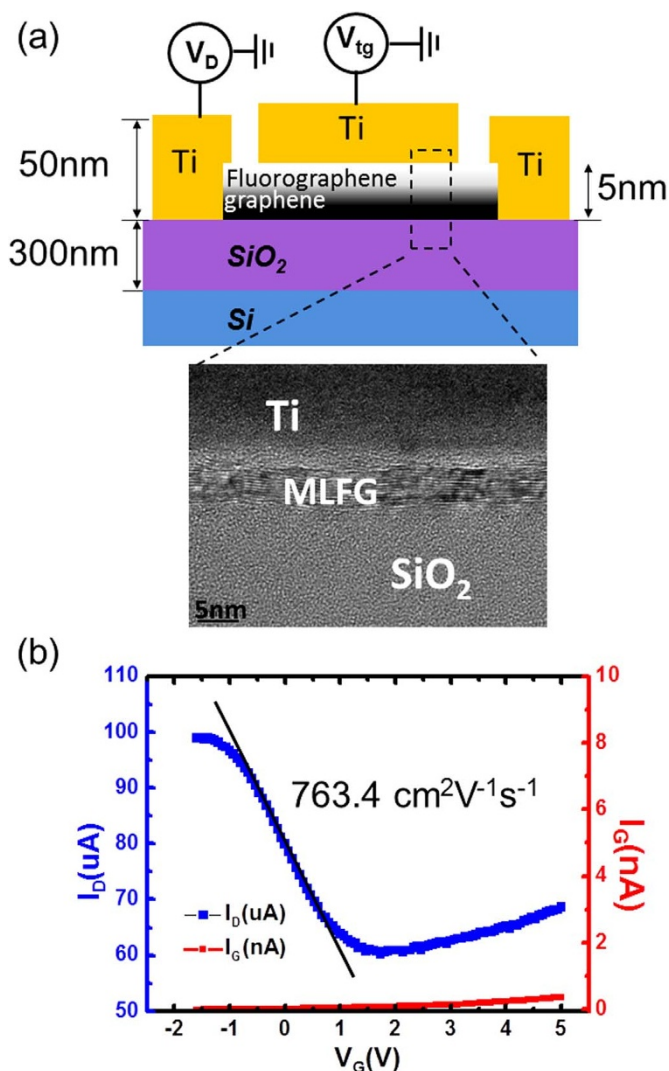 (a)
V_D
V_tg
Ti
Ti
Ti
50nm
Fluorographene
graphene
5nm
300nm
SiO₂
Si
Ti
MLFG
SiO₂
5nm
(b)
110
100
90
80
70
60
50
I_D(uA)
763.4 cm²V⁻¹s⁻¹
I_D(uA)
I_G(nA)
10
8
6
4
2
0
I_G(nA)
-2 -1 0 1 2 3 4 5
V_G(V)